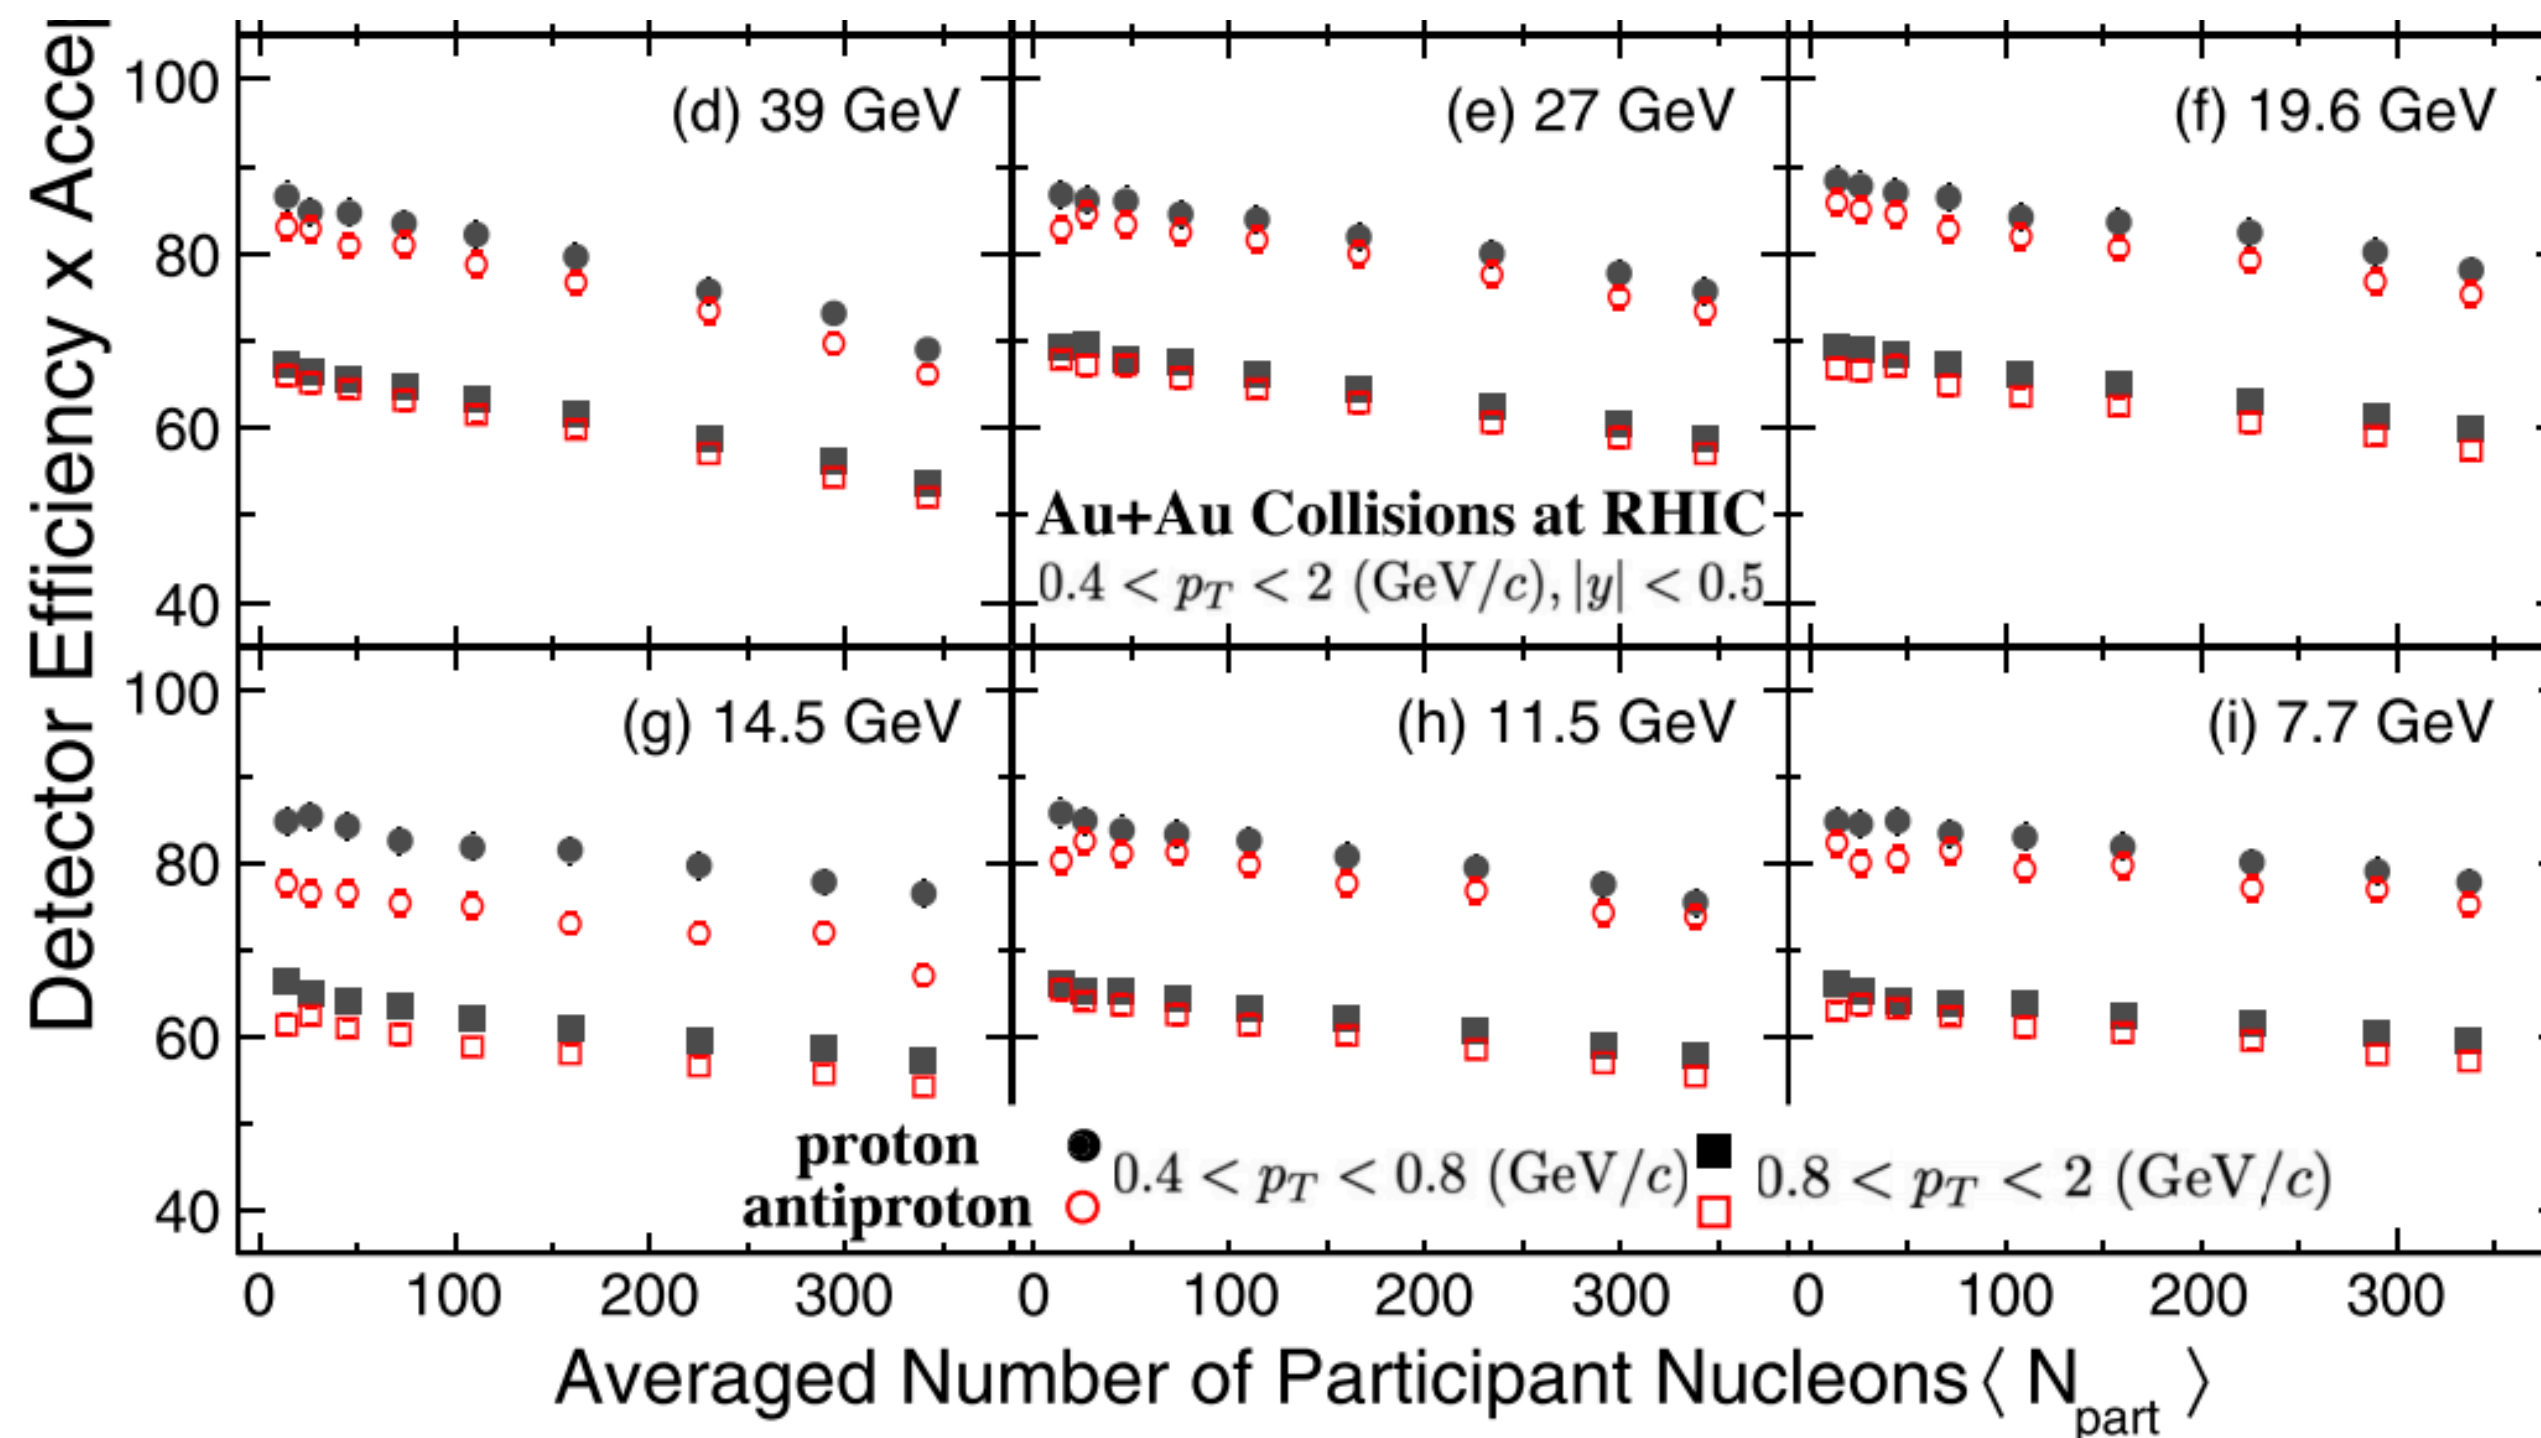 Detector Efficiency x
100
80
60
40
(d) 39 GeV
(e) 27 GeV
(f) 19.6 GeV
Au+Au Collisions at RHIC
0.4 < p_T < 2 (GeV/c), |y| < 0.5
100
80
60
40
(g) 14.5 GeV
(h) 11.5 GeV
(i) 7.7 GeV
proton
antiproton
0.4 < p_T < 0.8 (GeV/c)
0.8 < p_T < 2 (GeV/c)
0 100 200 300 0 100 200 300 0 100 200 300
Averaged Number of Participant Nucleons ⟨ N_part ⟩